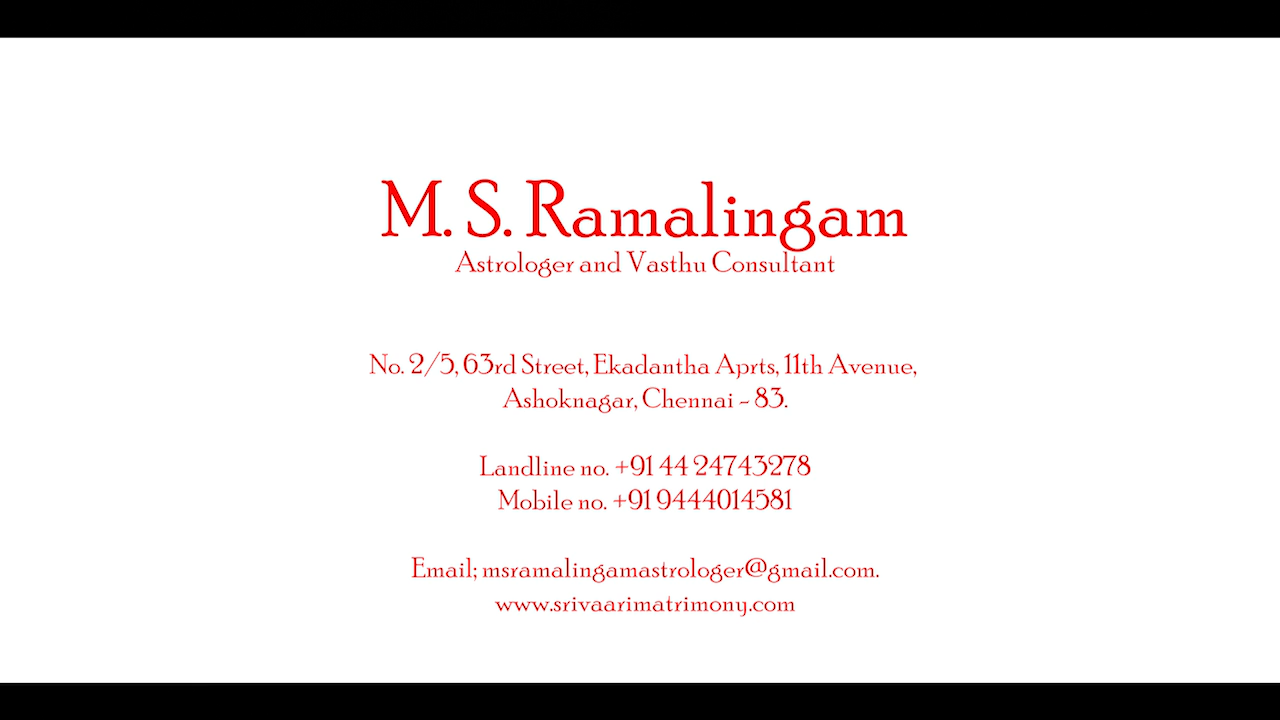 M. S. Ramalingam
Astrologer and Vasthu Consultant
No. 2/5, 63rd Street, Ekadantha Aprts, 11th Avenue,
Ashoknagar, Chennai - 83.
Landline no. +91 44 24743278
Mobile no. +91 9444014581
Email; msramalingamastrologer@gmail.com.
www.srivaarimatrimony.com